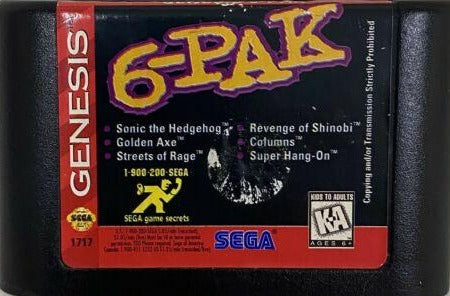 GENESIS
6-PAK
• Sonic the Hedgehog™
• Golden Axe™
• Streets of Rage™
• Revenge of Shinobi™
• Columns™
• Super Hang-On™
1-900-200-SEGA
SEGA game secrets
SEGA
1717
SEGA
KIDS TO ADULTS
K-A
AGES 6+
Copying and/or Transmission Strictly Prohibited